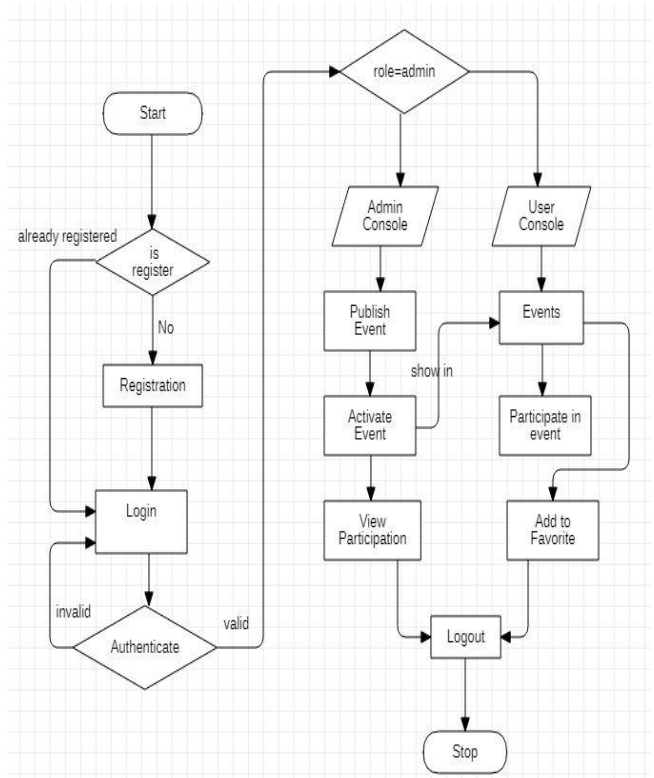 Start
already registered
is
register
No
Registration
Login
invalid
Authenticate
valid
role=admin
Admin
Console
User
Console
Publish
Event
Events
show in
Activate
Event
Participate in
event
View
Participation
Add to
Favorite
Logout
Stop